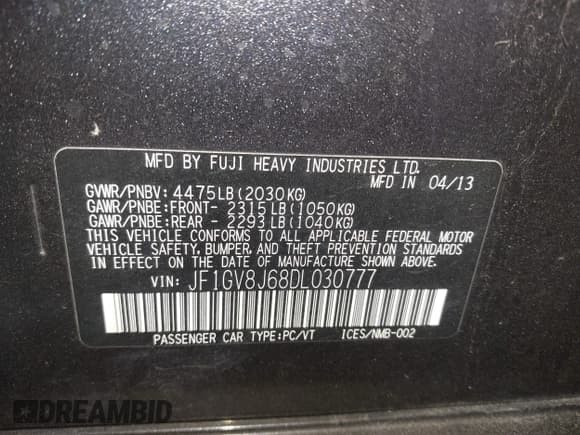 MFD BY FUJI HEAVY INDUSTRIES LTD.
MFD IN 04/13
GVWR/PNBV: 4475LB(2030KG)
GAWR/PNBE:FRONT- 2315LB(1050KG)
GAWR/PNBE:REAR - 2293LB(1040KG)
THIS VEHICLE CONFORMS TO ALL APPLICABLE FEDERAL MOTOR
VEHICLE SAFETY, BUMPER, AND THEFT PREVENTION STANDARDS
IN EFFECT ON THE DATE OF MANUFACTURE SHOWN ABOVE.
VIN: JF1GV8J68DL030777
PASSENGER CAR TYPE:PC/VT ICES/NMB-002
DREAMBID